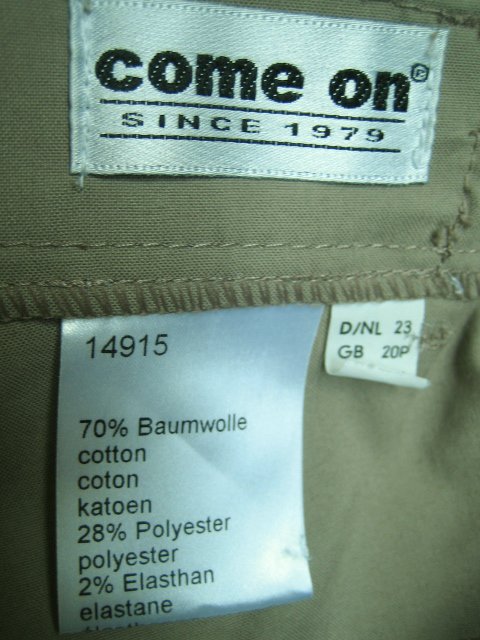 come on®
SINCE 1979
14915
70% Baumwolle
cotton
coton
katoen
28% Polyester
polyester
2% Elasthan
elastane
D/NL 23
GB 20P